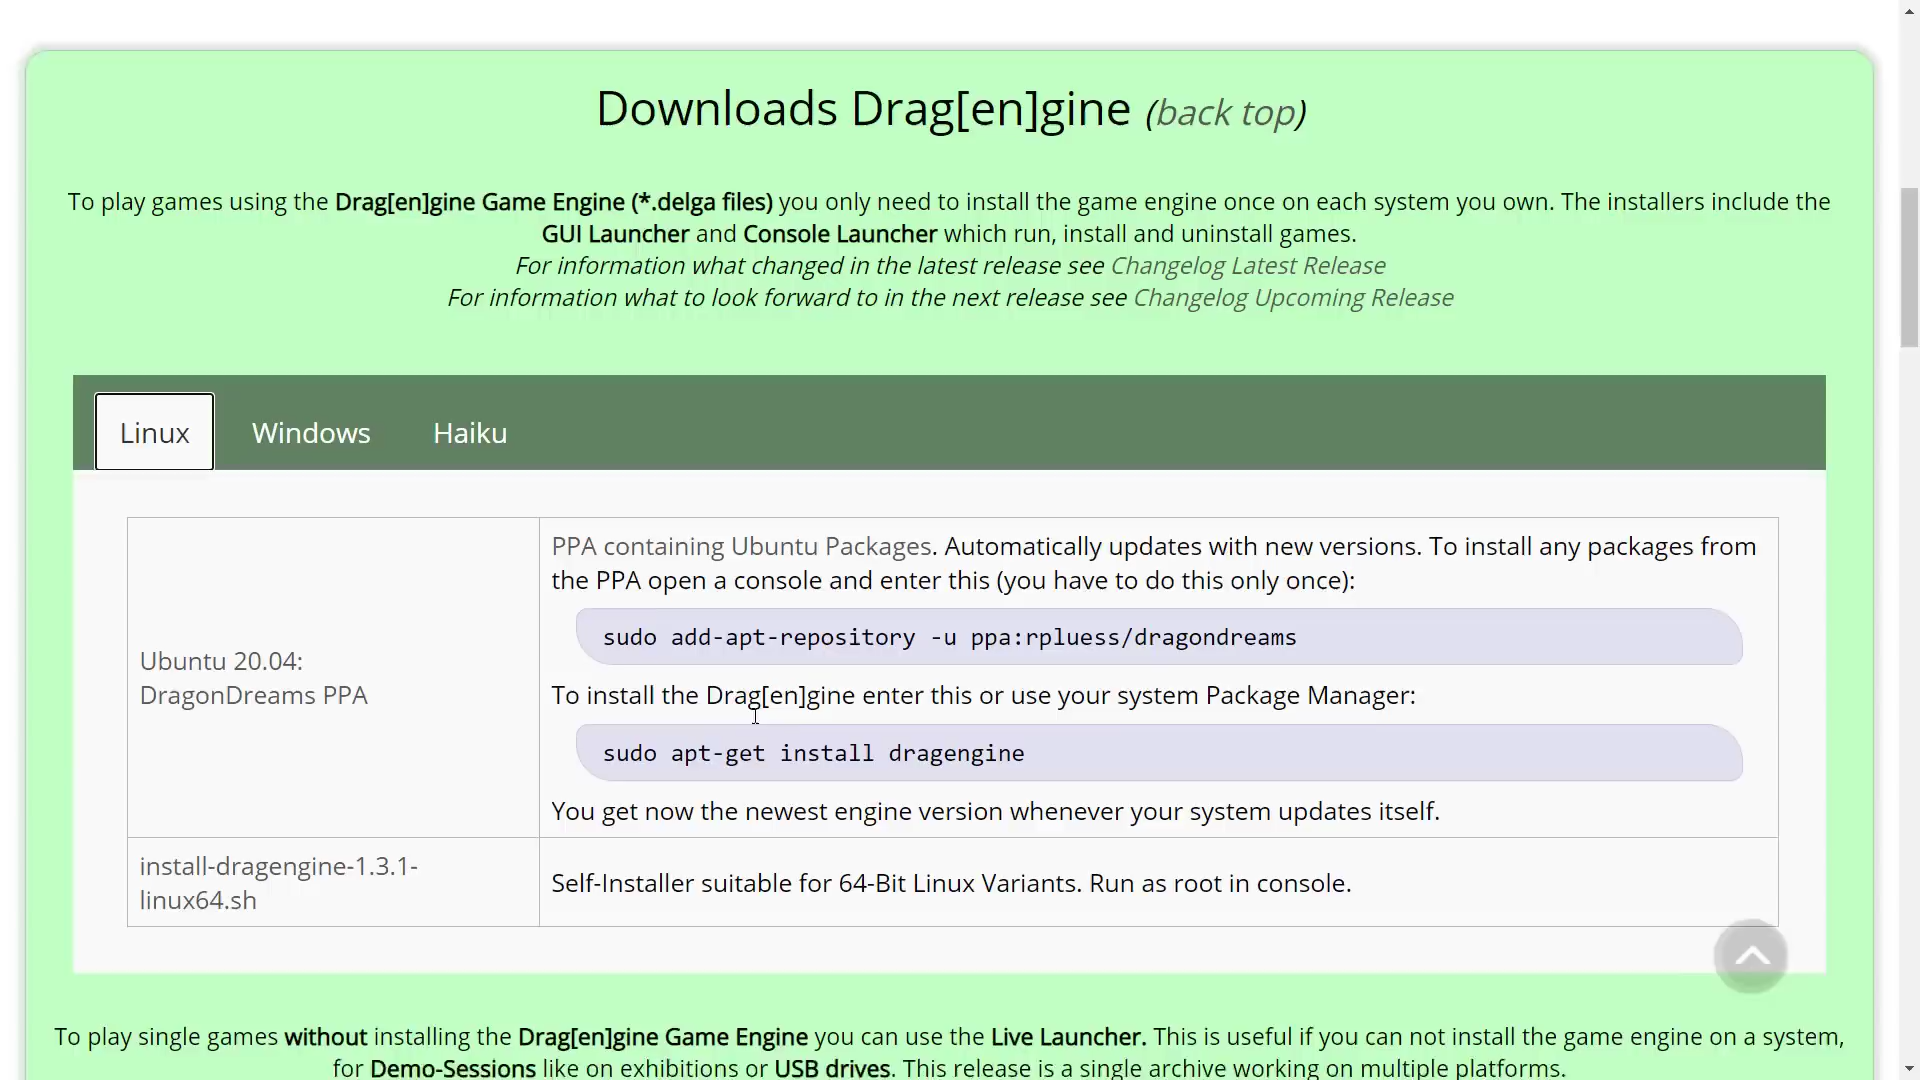 Downloads Drag[en]gine (back top)
To play games using the Drag[en]gine Game Engine (*.delga files) you only need to install the game engine once on each system you own. The installers include the
GUI Launcher and Console Launcher which run, install and uninstall games.
For information what changed in the latest release see Changelog Latest Release
For information what to look forward to in the next release see Changelog Upcoming Release
Linux Windows Haiku
Ubuntu 20.04:
DragonDreams PPA
PPA containing Ubuntu Packages. Automatically updates with new versions. To install any packages from
the PPA open a console and enter this (you have to do this only once):
sudo add-apt-repository -u ppa:rpluess/dragondreams
To install the Drag[en]gine enter this or use your system Package Manager:
sudo apt-get install dragengine
You get now the newest engine version whenever your system updates itself.
install-dragengine-1.3.1-
linux64.sh
Self-Installer suitable for 64-Bit Linux Variants. Run as root in console.
To play single games without installing the Drag[en]gine Game Engine you can use the Live Launcher. This is useful if you can not install the game engine on a system,
for Demo-Sessions like on exhibitions or USB drives. This release is a single archive working on multiple platforms.